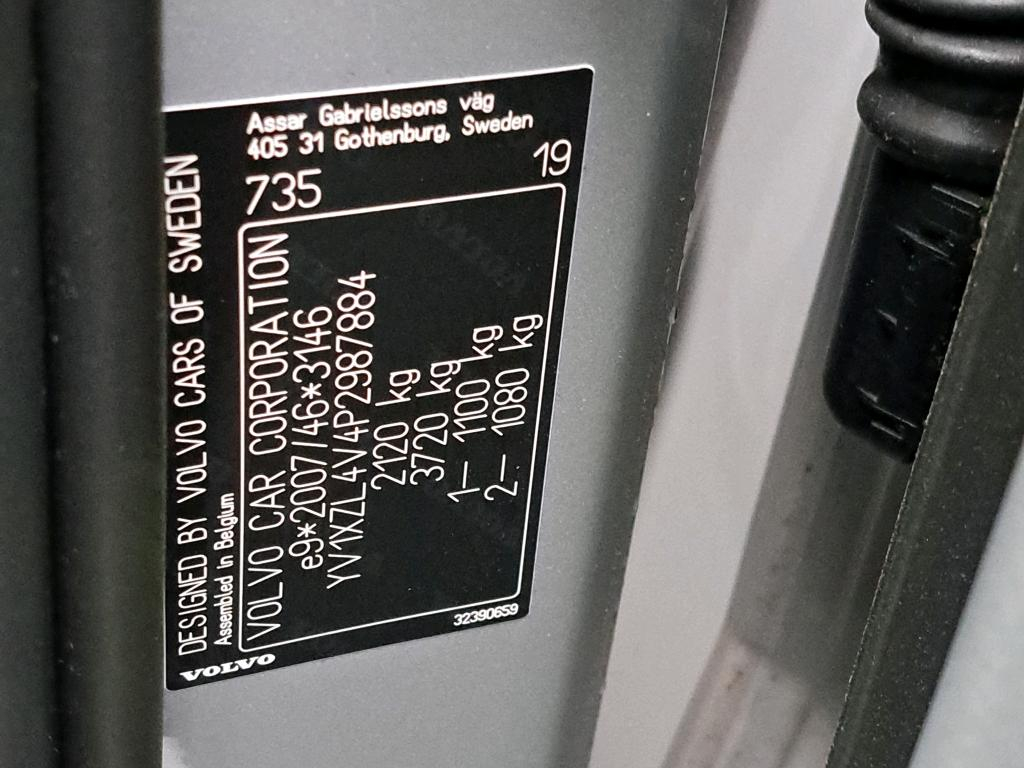 DESIGNED BY VOLVO CARS OF SWEDEN
Assembled in Belgium
Assar Gabrielssons väg
405 31 Gothenburg, Sweden
735
19
VOLVO CAR CORPORATION
e9*2007/46*3146
YV1XZL4V4P2987884
2120 kg
3720 kg
1– 1100 kg
2– 1080 kg
32390659
VOLVO